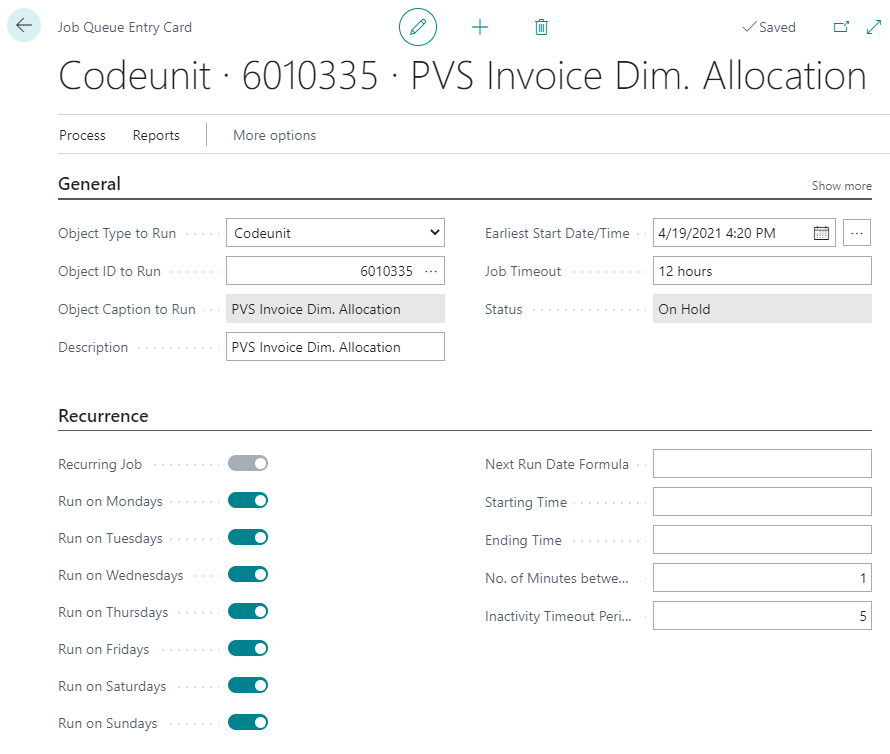 Job Queue Entry Card
Saved
Codeunit · 6010335 · PVS Invoice Dim. Allocation
Process Reports More options
General
Show more
Object Type to Run Codeunit
Object ID to Run 6010335
Object Caption to Run PVS Invoice Dim. Allocation
Description PVS Invoice Dim. Allocation
Earliest Start Date/Time 4/19/2021 4:20 PM
Job Timeout 12 hours
Status On Hold
Recurrence
Recurring Job
Run on Mondays
Run on Tuesdays
Run on Wednesdays
Run on Thursdays
Run on Fridays
Run on Saturdays
Run on Sundays
Next Run Date Formula
Starting Time
Ending Time
No. of Minutes betwe... 1
Inactivity Timeout Peri... 5